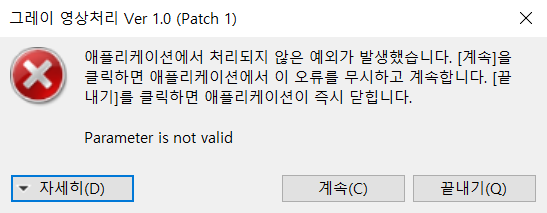 그레이 영상처리 Ver 1.0 (Patch 1)
애플리케이션에서 처리되지 않은 예외가 발생했습니다. [계속]을
클릭하면 애플리케이션에서 이 오류를 무시하고 계속합니다. [끝
내기]를 클릭하면 애플리케이션이 즉시 닫힙니다.
Parameter is not valid
자세히(D)
계속(C)
끝내기(Q)